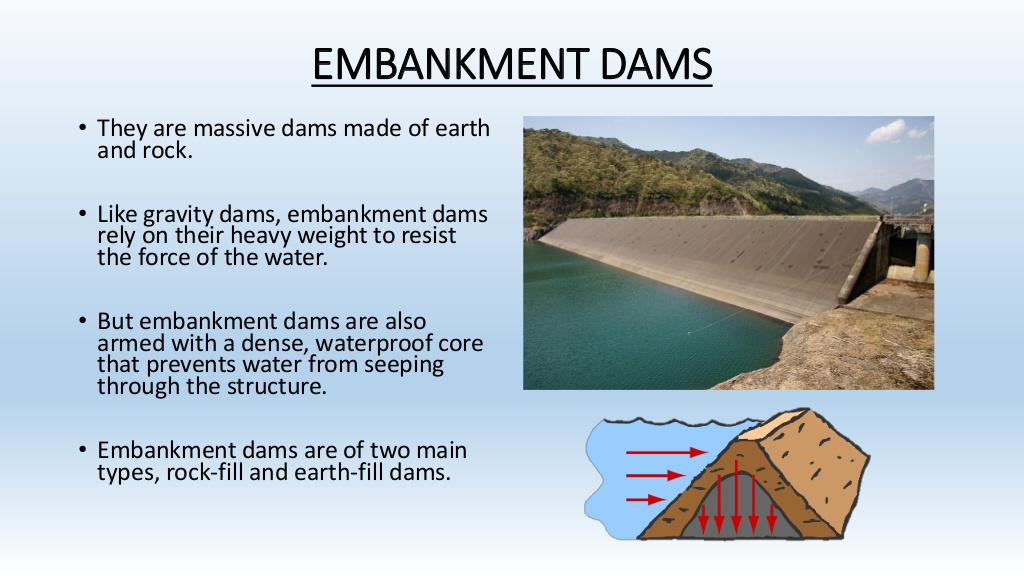 EMBANKMENT DAMS
• They are massive dams made of earth
and rock.
• Like gravity dams, embankment dams
rely on their heavy weight to resist
the force of the water.
• But embankment dams are also
armed with a dense, waterproof core
that prevents water from seeping
through the structure.
• Embankment dams are of two main
types, rock-fill and earth-fill dams.